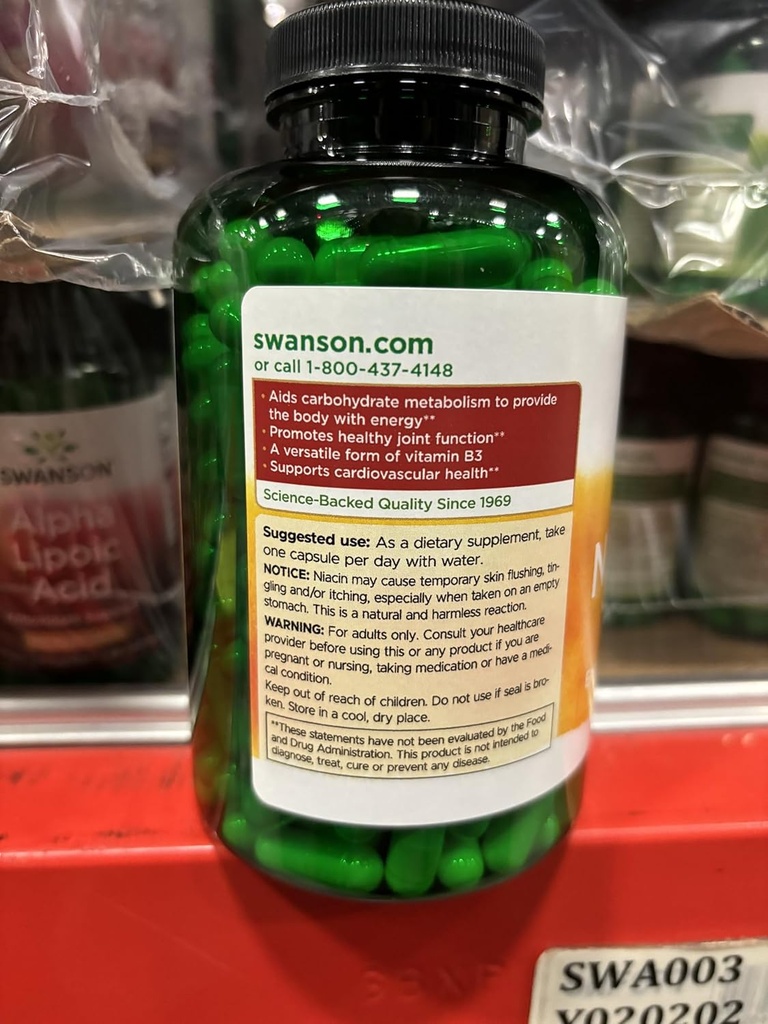 swanson.com
or call 1-800-437-4148
· Aids carbohydrate metabolism to provide
the body with energy**
· Promotes healthy joint function**
· A versatile form of vitamin B3
· Supports cardiovascular health**
Science-Backed Quality Since 1969
Suggested use: As a dietary supplement, take
one capsule per day with water.
NOTICE: Niacin may cause temporary skin flushing, tin-
gling and/or itching, especially when taken on an empty
stomach. This is a natural and harmless reaction.
WARNING: For adults only. Consult your healthcare
provider before using this or any product if you are
pregnant or nursing, taking medication or have a medi-
cal condition.
Keep out of reach of children. Do not use if seal is bro-
ken. Store in a cool, dry place.
**These statements have not been evaluated by the Food
and Drug Administration. This product is not intended to
diagnose, treat, cure or prevent any disease.
SWANSON
Alpha
Lipoic
Acid
SWA003
Y020202